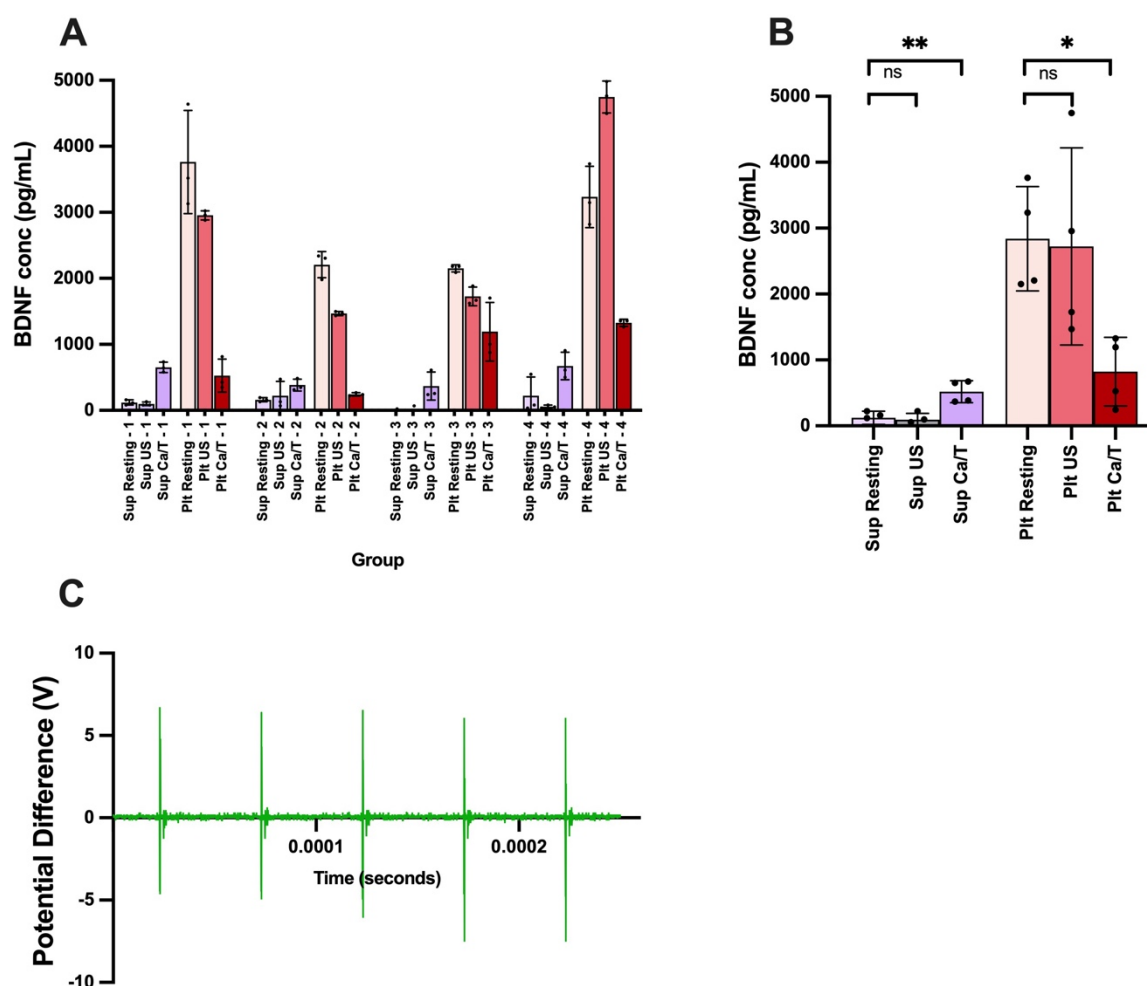 A
BDNF conc (pg/mL)
5000
4000
3000
2000
1000
0
Sup Resting - 1
Sup US - 1
Sup Ca/T - 1
Plt Resting - 1
Plt US - 1
Plt Ca/T - 1
Sup Resting - 2
Sup US - 2
Sup Ca/T - 2
Plt Resting - 2
Plt US - 2
Plt Ca/T - 2
Sup Resting - 3
Sup US - 3
Sup Ca/T - 3
Plt Resting - 3
Plt US - 3
Plt Ca/T - 3
Sup Resting - 4
Sup US - 4
Sup Ca/T - 4
Plt Resting - 4
Plt US - 4
Plt Ca/T - 4
Group
B
**
ns
*
ns
BDNF conc (pg/mL)
5000
4000
3000
2000
1000
0
Sup Resting
Sup US
Sup Ca/T
Plt Resting
Plt US
Plt Ca/T
C
Potential Difference (V)
10
5
0
-5
-10
0.0001
0.0002
Time (seconds)